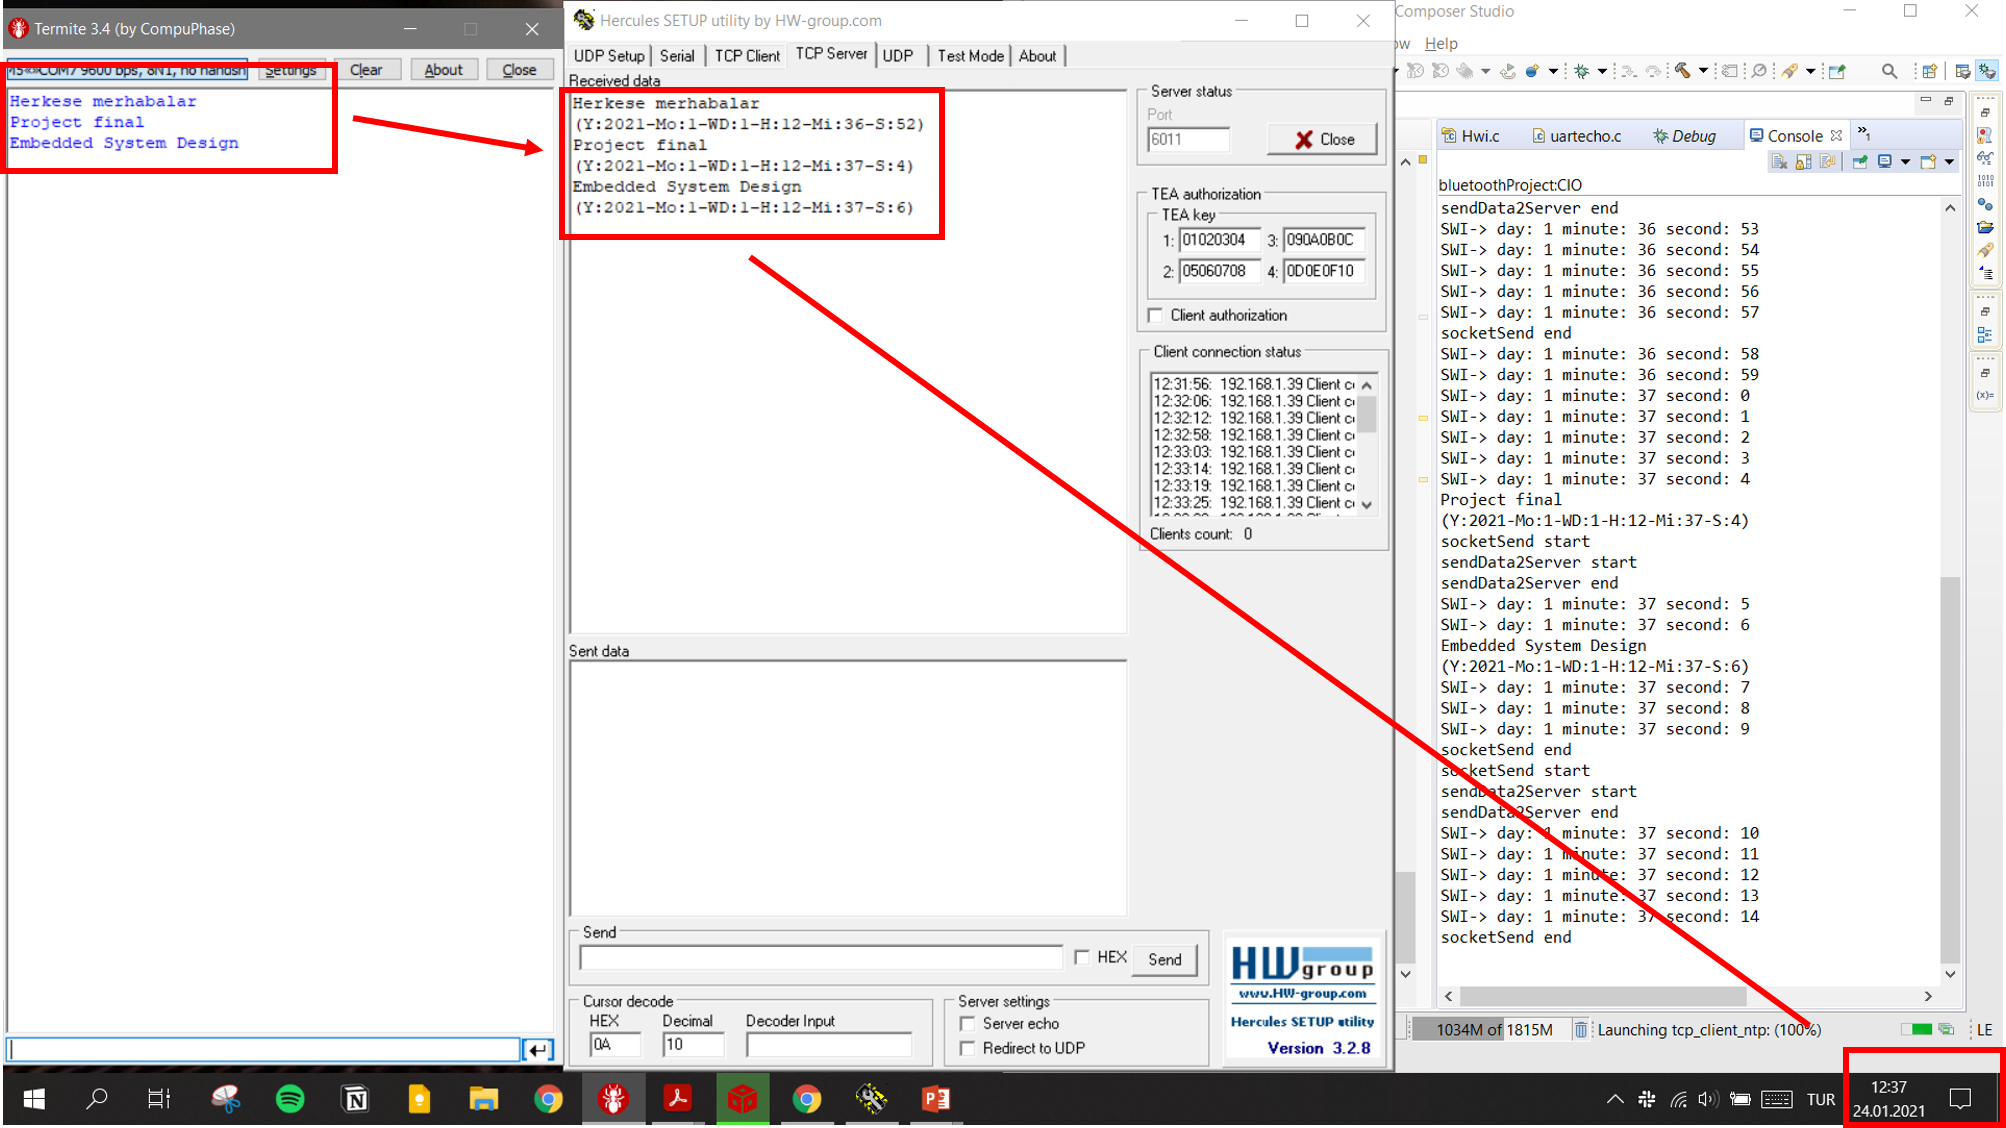 Termite 3.4 (by CompuPhase)
COM7 9600 bps, 8N1, no handsh
Settings
Clear
About
Close
Herkese merhabalar
Project final
Embedded System Design
Hercules SETUP utility by HW-group.com
UDP Setup
Serial
TCP Client
TCP Server
UDP
Test Mode
About
Received data
Herkese merhabalar
(Y:2021-Mo:1-WD:1-H:12-Mi:36-S:52)
Project final
(Y:2021-Mo:1-WD:1-H:12-Mi:37-S:4)
Embedded System Design
(Y:2021-Mo:1-WD:1-H:12-Mi:37-S:6)
Sent data
Send
HEX
Send
Cursor decode
HEX
Decimal
Decoder Input
0A
10
Server settings
Server echo
Redirect to UDP
Server status
Port
6011
Close
TEA authorization
TEA key
1: 01020304 3: 090A0B0C
2: 05060708 4: 0D0E0F10
Client authorization
Client connection status
12:31:56: 192.168.1.39 Client c
12:32:06: 192.168.1.39 Client c
12:32:12: 192.168.1.39 Client c
12:32:58: 192.168.1.39 Client c
12:33:03: 192.168.1.39 Client c
12:33:14: 192.168.1.39 Client c
12:33:19: 192.168.1.39 Client c
12:33:25: 192.168.1.39 Client c
Clients count: 0
HW group
www.HW-group.com
Hercules SETUP utility
Version 3.2.8
Composer Studio
ow Help
Hwi.c
uartecho.c
Debug
Console
»1
bluetoothProject:CIO
sendData2Server end
SWI-> day: 1 minute: 36 second: 53
SWI-> day: 1 minute: 36 second: 54
SWI-> day: 1 minute: 36 second: 55
SWI-> day: 1 minute: 36 second: 56
SWI-> day: 1 minute: 36 second: 57
socketSend end
SWI-> day: 1 minute: 36 second: 58
SWI-> day: 1 minute: 36 second: 59
SWI-> day: 1 minute: 37 second: 0
SWI-> day: 1 minute: 37 second: 1
SWI-> day: 1 minute: 37 second: 2
SWI-> day: 1 minute: 37 second: 3
SWI-> day: 1 minute: 37 second: 4
Project final
(Y:2021-Mo:1-WD:1-H:12-Mi:37-S:4)
socketSend start
sendData2Server start
sendData2Server end
SWI-> day: 1 minute: 37 second: 5
SWI-> day: 1 minute: 37 second: 6
Embedded System Design
(Y:2021-Mo:1-WD:1-H:12-Mi:37-S:6)
SWI-> day: 1 minute: 37 second: 7
SWI-> day: 1 minute: 37 second: 8
SWI-> day: 1 minute: 37 second: 9
socketSend end
socketSend start
sendData2Server start
sendData2Server end
SWI-> day: 1 minute: 37 second: 10
SWI-> day: 1 minute: 37 second: 11
SWI-> day: 1 minute: 37 second: 12
SWI-> day: 1 minute: 37 second: 13
SWI-> day: 1 minute: 37 second: 14
socketSend end
1034M of 1815M
Launching tcp_client_ntp: (100%)
LE
TUR
12:37
24.01.2021